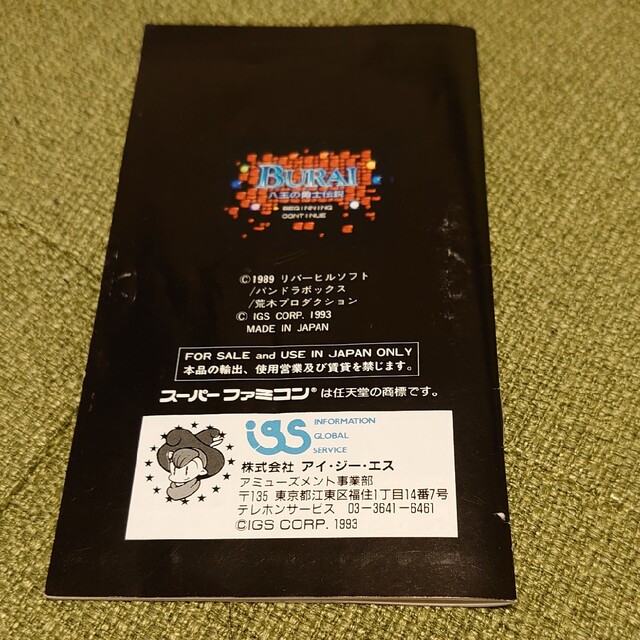 BURAI
八玉の勇士伝説
BEGINNING
CONTINUE
©1989 リバーヒルソフト
/パンドラボックス
/荒木プロダクション
© IGS CORP. 1993
MADE IN JAPAN
FOR SALE and USE IN JAPAN ONLY
本品の輸出、使用営業及び賃貸を禁じます。
スーパーファミコン®は任天堂の商標です。
igs
INFORMATION
GLOBAL
SERVICE
株式会社 アイ・ジー・エス
アミューズメント事業部
〒135 東京都江東区福住1丁目14番7号
テレホンサービス 03-3641-6461
©IGS CORP. 1993